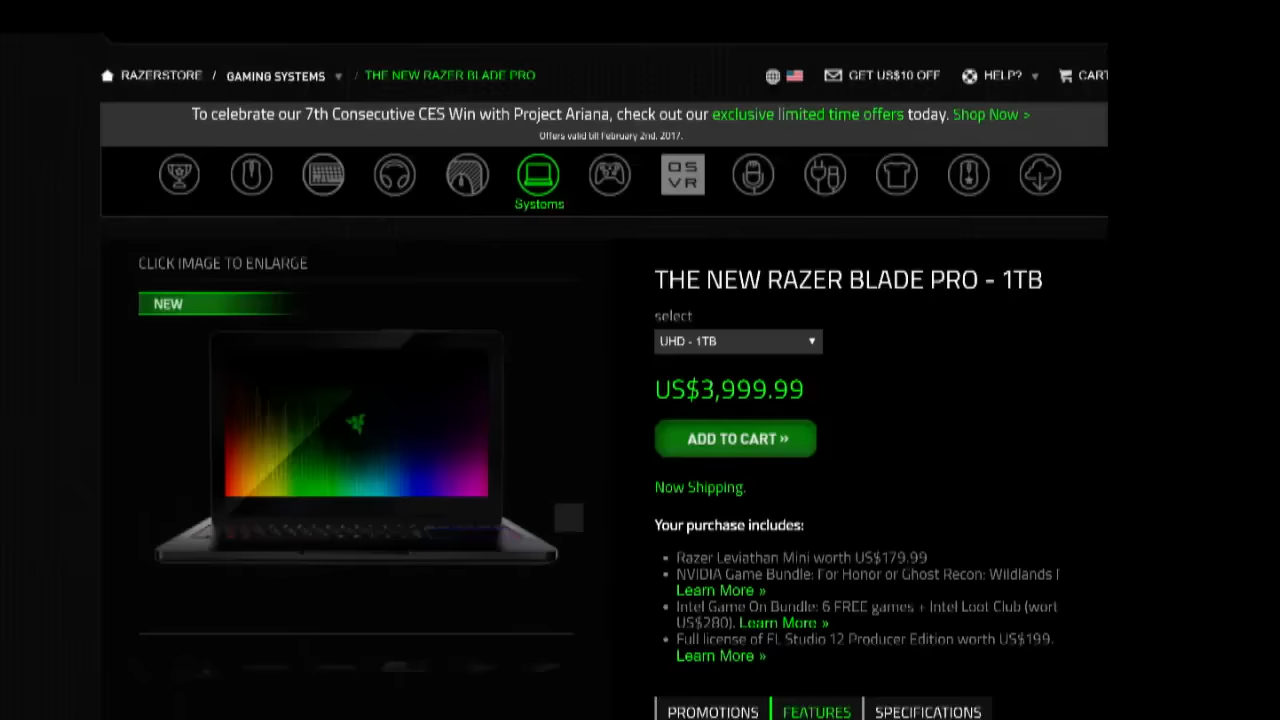 RAZERSTORE / GAMING SYSTEMS ▼ / THE NEW RAZER BLADE PRO
GET US$10 OFF
HELP? ▼
CART
To celebrate our 7th Consecutive CES Win with Project Ariana, check out our exclusive limited time offers today. Shop Now >
Offers valid till February 2nd, 2017.
OS
VR
Systems
CLICK IMAGE TO ENLARGE
NEW
THE NEW RAZER BLADE PRO - 1TB
select
UHD - 1TB ▼
US$3,999.99
ADD TO CART »
Now Shipping.
Your purchase includes:
• Razer Leviathan Mini worth US$179.99
• NVIDIA Game Bundle: For Honor or Ghost Recon: Wildlands
Learn More »
• Intel Game On Bundle: 6 FREE games + Intel Loot Club (wort
US$280). Learn More »
• Full license of FL Studio 12 Producer Edition worth US$199.
Learn More »
PROMOTIONS
FEATURES
SPECIFICATIONS